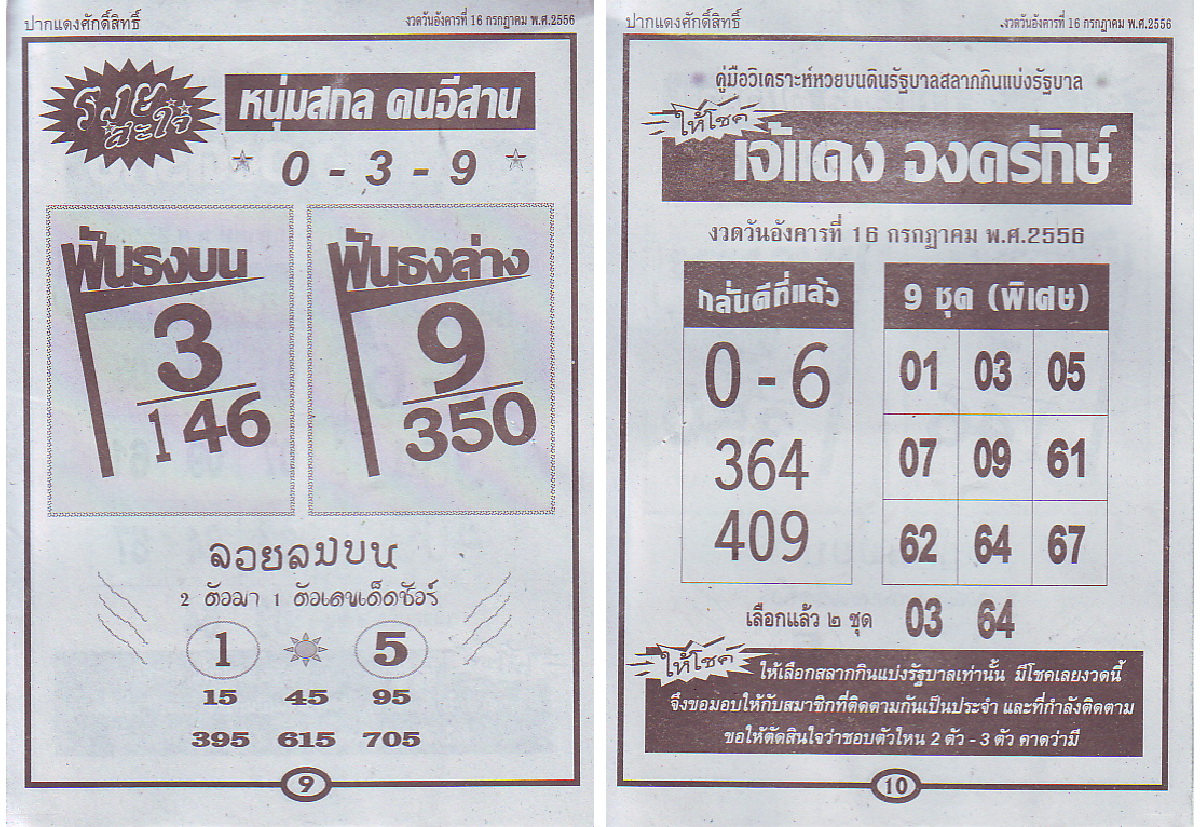 ปากแดงศักดิ์สิทธิ์
งวดวันอังคารที่ 16 กรกฎาคม พ.ศ.2556
รวยสะใจ
หนุ่มสกล คนอีสาน
0 - 3 - 9
ฟันธงบน
3
146
ฟันธงล่าง
9
350
ลอยลมบน
2 ตัวมา 1 ตัวเดพเด็ดชัวร์
1 5
15 45 95
395 615 705
9
ปากแดงศักดิ์สิทธิ์
งวดวันอังคารที่ 16 กรกฎาคม พ.ศ.2556
คู่มือวิเคราะห์หวยบนดินรัฐบาลสลากกินแบ่งรัฐบาล
ให้โชค
เจ๊แดง องครักษ์
งวดวันอังคารที่ 16 กรกฎาคม พ.ศ.2556
กลั่นดีที่แล้ว
0 - 6
364
409
9 ชุด (พิเศษ)
01 03 05
07 09 61
62 64 67
เลือกแล้ว ๒ ชุด 03 64
ให้โชค
ให้เลือกสลากกินแบ่งรัฐบาลเท่านั้น มีโชคเลยงวดนี้
จึงขอมอบให้กับสมาชิกที่ติดตามกันเป็นประจำ และที่กำลังติดตาม
ขอให้ตัดสินใจว่าชอบตัวไหน 2 ตัว - 3 ตัว คาดว่ามี
10